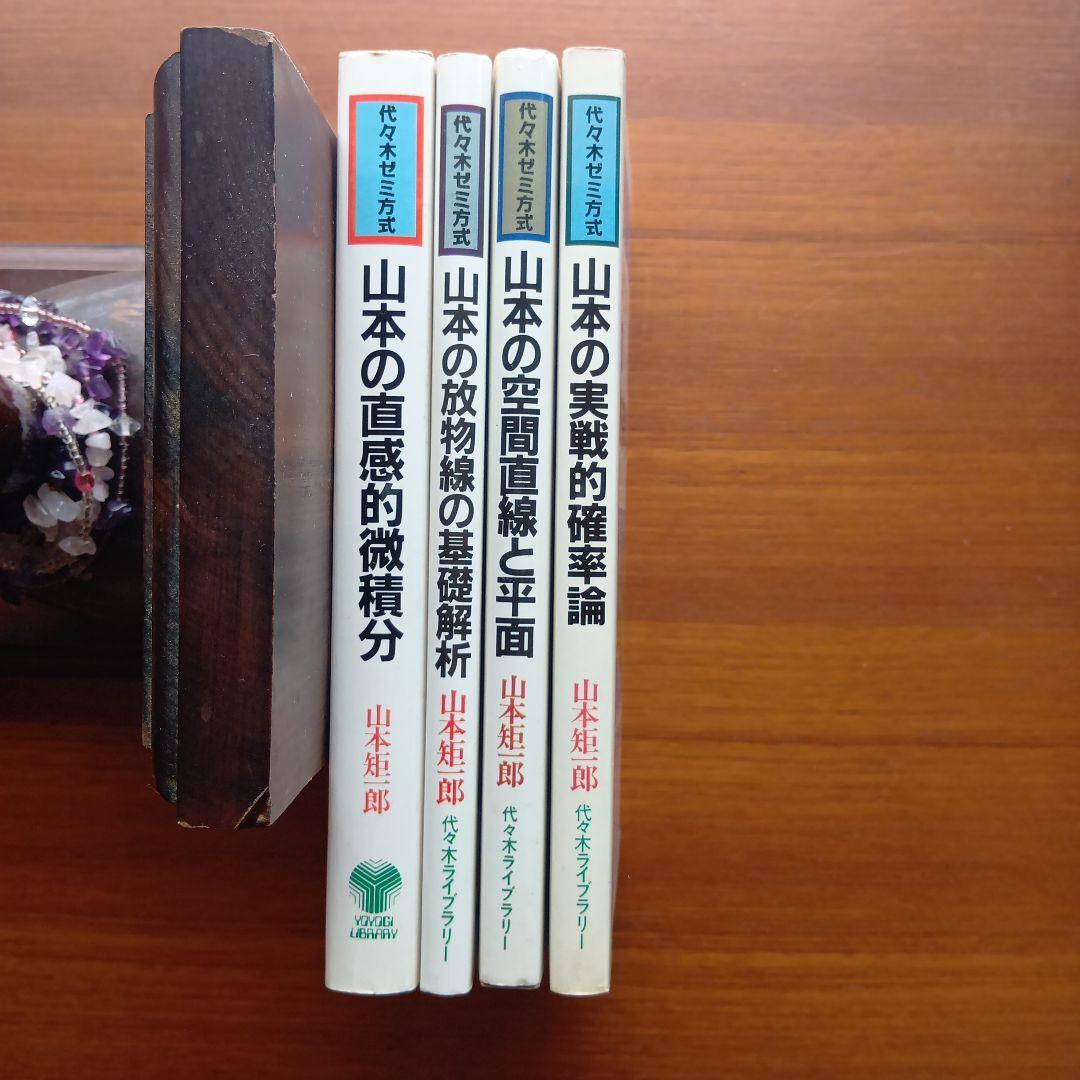 代々木ゼミ方式
山本の直感的微積分
山本矩一郎
YOYOGI
LIBRARY
代々木ゼミ方式
山本の放物線の基礎解析
山本矩一郎
代々木ライブラリー
代々木ゼミ方式
山本の空間直線と平面
山本矩一郎
代々木ライブラリー
代々木ゼミ方式
山本の実戦的確率論
山本矩一郎
代々木ライブラリー